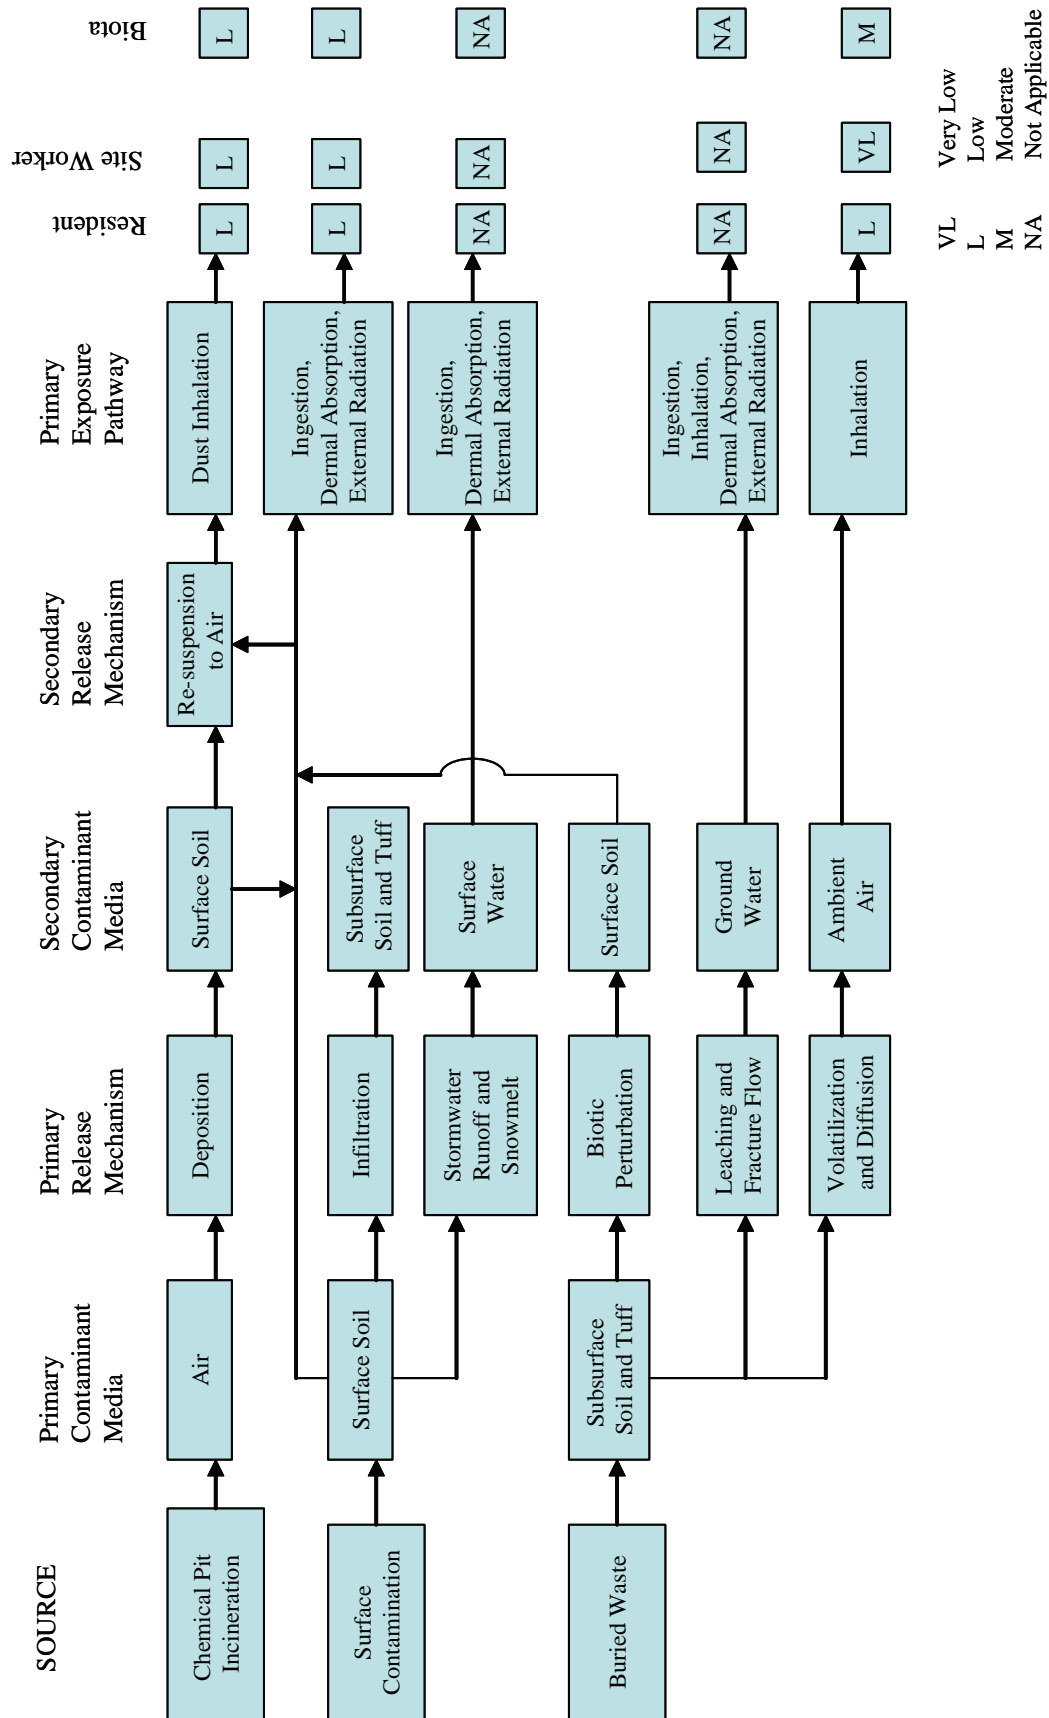 SOURCE
Primary
Contaminant
Media
Primary
Release
Mechanism
Secondary
Contaminant
Media
Secondary
Release
Mechanism
Primary
Exposure
Pathway
Resident
Site Worker
Biota
Chemical Pit
Incineration
Air
Deposition
Surface Soil
Re-suspension
to Air
Dust Inhalation
L
L
L
Ingestion,
Dermal Absorption,
External Radiation
L
L
L
Surface
Contamination
Surface Soil
Infiltration
Subsurface
Soil and Tuff
Stormwater
Runoff and
Snowmelt
Surface
Water
Ingestion,
Dermal Absorption,
External Radiation
NA
NA
NA
Buried Waste
Subsurface
Soil and Tuff
Biotic
Perturbation
Surface Soil
Leaching and
Fracture Flow
Ground
Water
Ingestion,
Inhalation,
Dermal Absorption,
External Radiation
NA
NA
NA
Volatilization
and Diffusion
Ambient
Air
Inhalation
L
VL
M
VL Very Low
L Low
M Moderate
NA Not Applicable